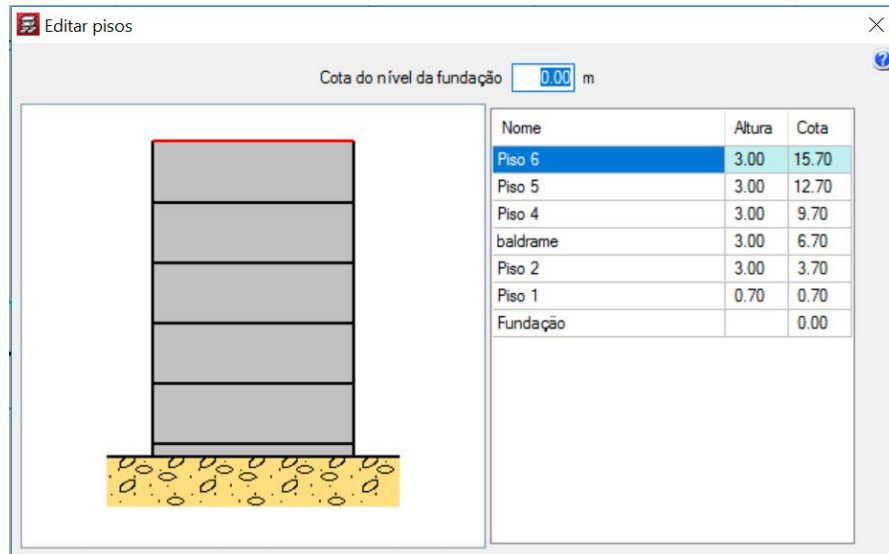 Editar pisos
Cota do nível da fundação 0.00 m
Nome Altura Cota
Piso 6 3.00 15.70
Piso 5 3.00 12.70
Piso 4 3.00 9.70
baldrame 3.00 6.70
Piso 2 3.00 3.70
Piso 1 0.70 0.70
Fundação 0.00